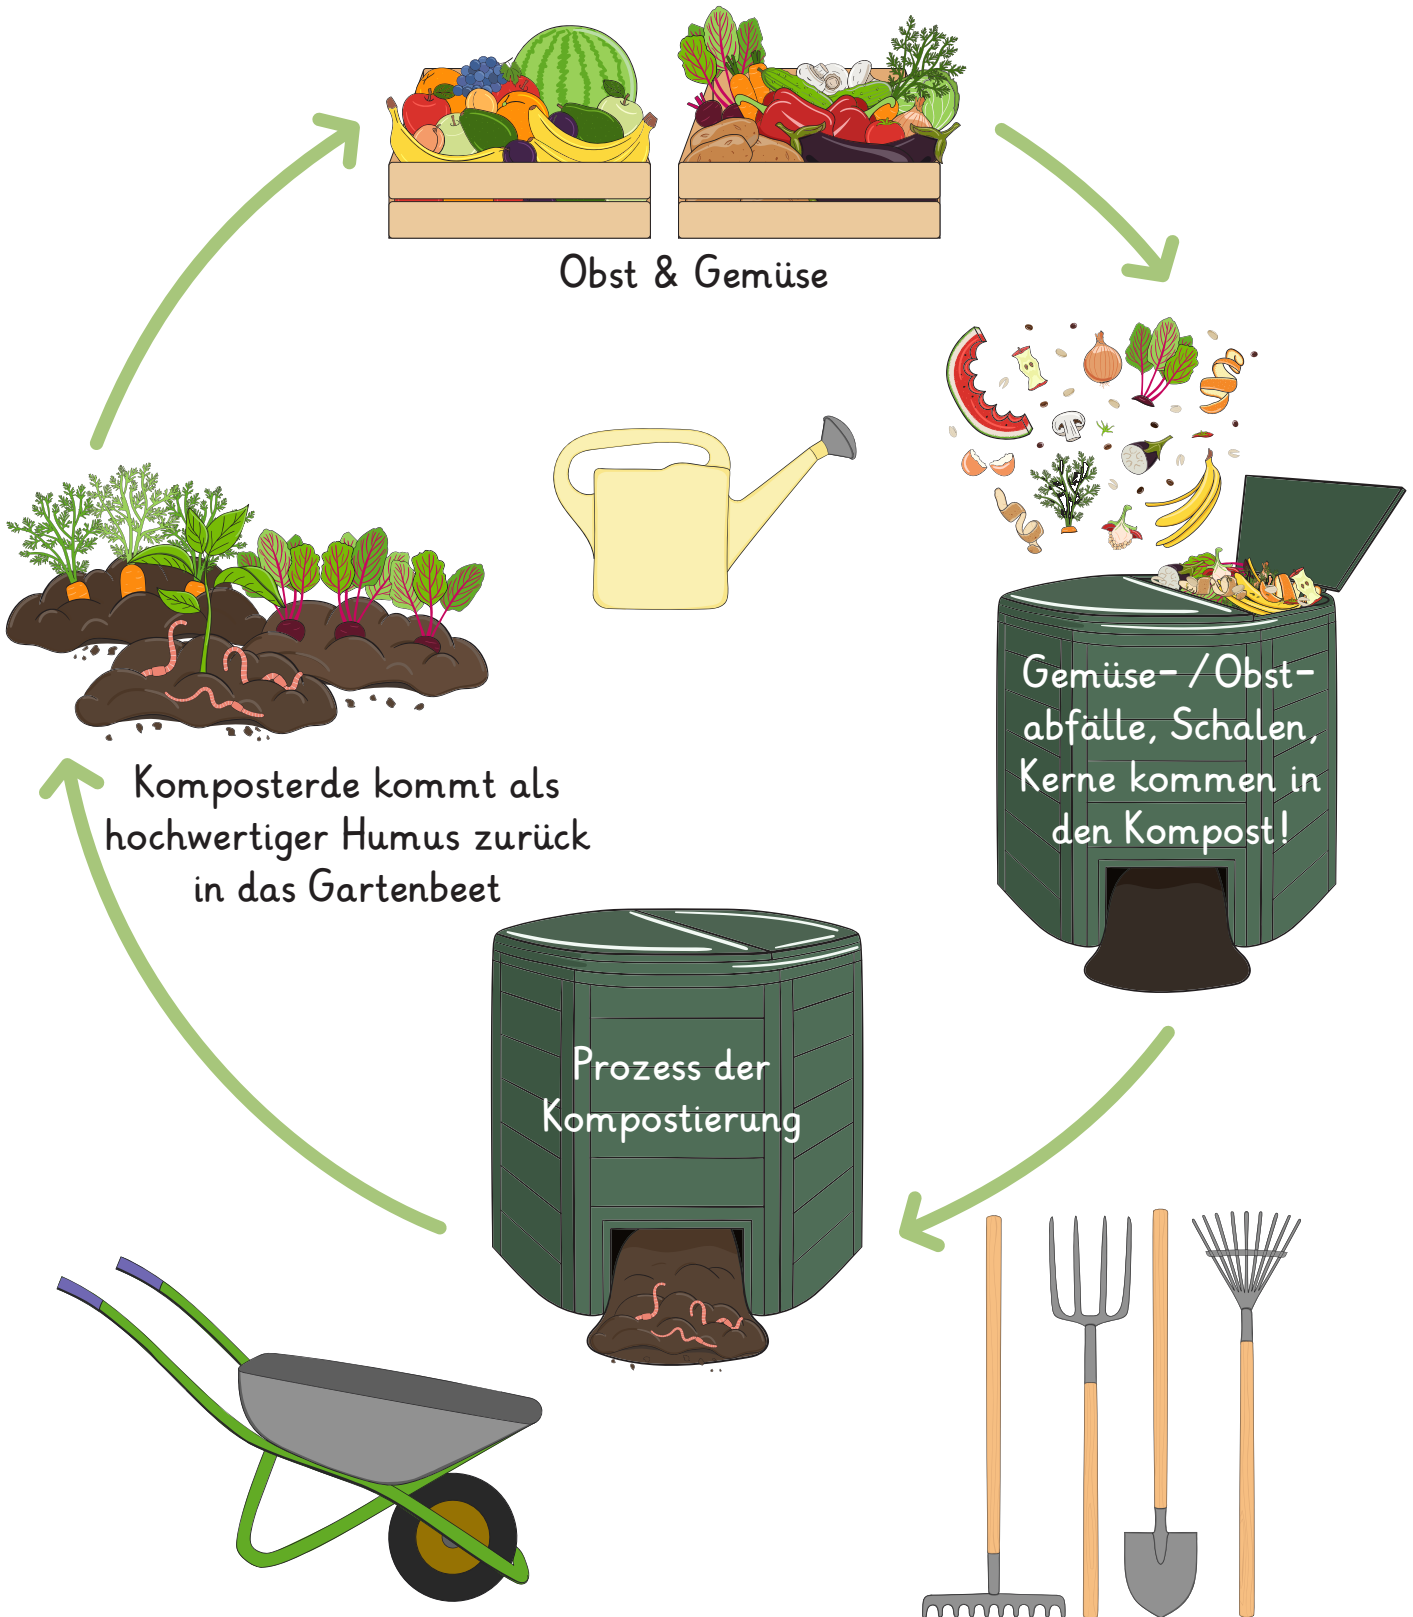 Obst & Gemüse
Gemüse- / Obst-
abfälle, Schalen,
Kerne kommen in
den Kompost!
Prozess der
Kompostierung
Komposterde kommt als
hochwertiger Humus zurück
in das Gartenbeet